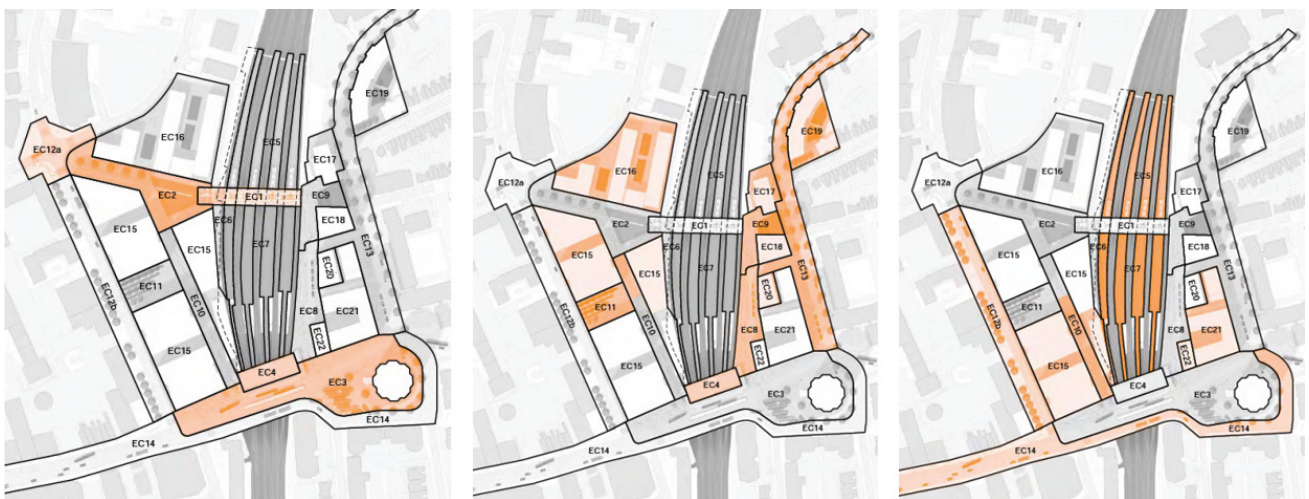 EC19
EC16
EC12a
EC5
EC17
EC2
EC1
EC9
EC6
EC15
EC18
EC15
EC7
EC13
EC20
EC11
EC12b
EC10
EC8
EC21
EC15
EC22
EC4
EC3
EC14
EC14
EC19
EC16
EC12a
EC5
EC17
EC2
EC1
EC9
EC6
EC15
EC18
EC15
EC7
EC13
EC20
EC11
EC12b
EC10
EC8
EC21
EC15
EC22
EC4
EC3
EC14
EC14
EC19
EC16
EC12a
EC5
EC17
EC2
EC1
EC9
EC6
EC15
EC18
EC15
EC7
EC13
EC20
EC11
EC12b
EC10
EC8
EC21
EC15
EC22
EC4
EC3
EC14
EC14